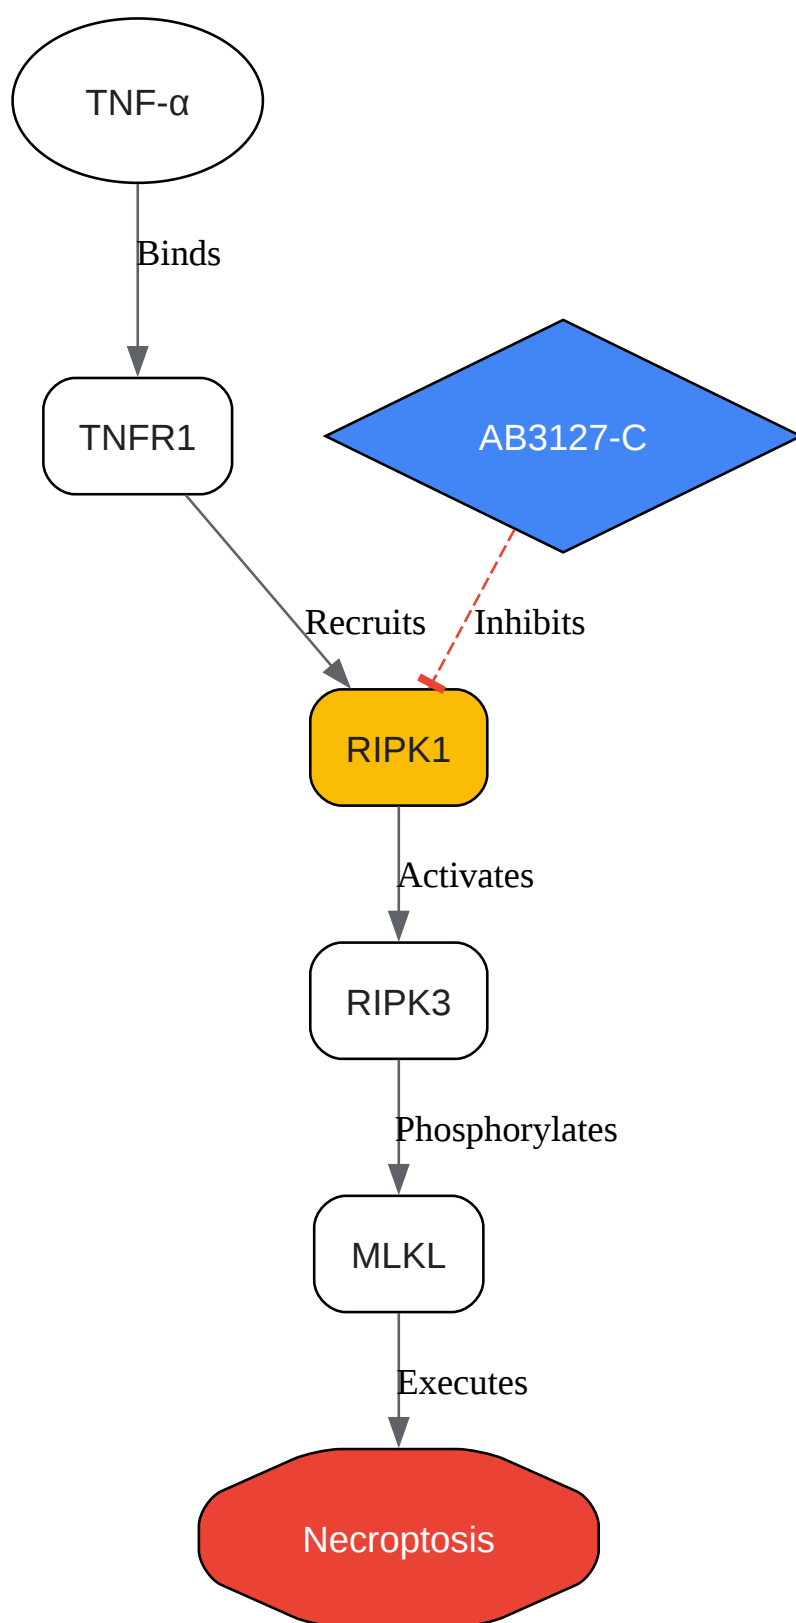 TNF-α
Binds
TNFR1
AB3127-C
Recruits
Inhibits
RIPK1
Activates
RIPK3
Phosphorylates
MLKL
Executes
Necroptosis